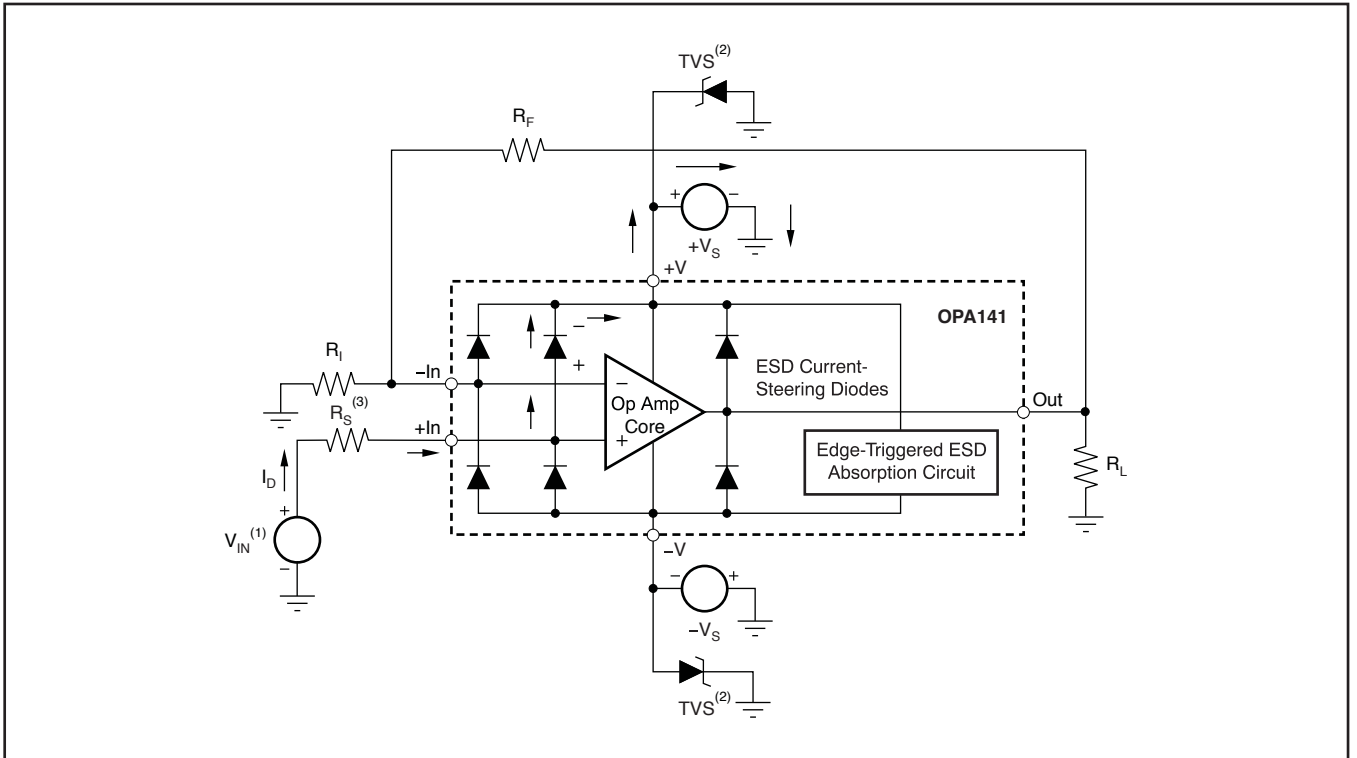 TVS(2)
RF
+ −
+VS
+V
OPA141
RI
−
+
−In
−
ESD Current-
Steering Diodes
Op Amp
Core
Out
RS(3)
+In
+
Edge-Triggered ESD
Absorption Circuit
RL
ID
+
VIN(1)
−
−V
− +
−VS
TVS(2)